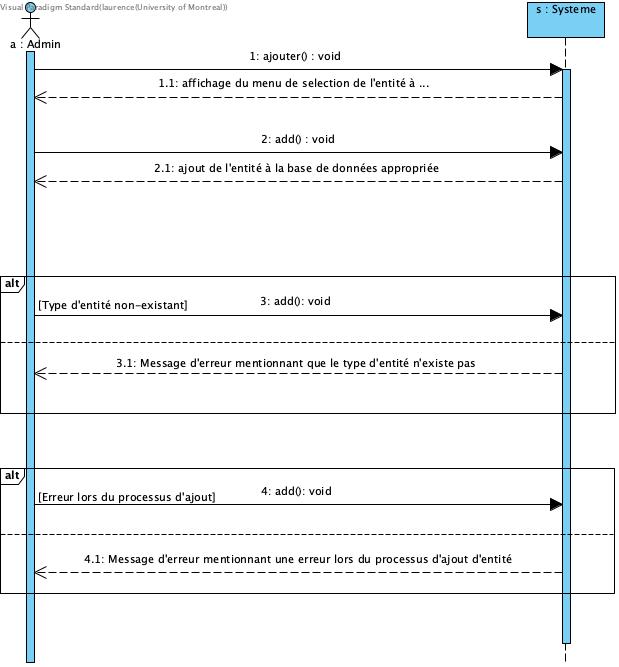 Visual Paradigm Standard(laurence(University of Montreal))
s : Systeme
a : Admin
1: ajouter() : void
1.1: affichage du menu de selection de l'entité à ...
2: add() : void
2.1: ajout de l'entité à la base de données appropriée
alt
[Type d'entité non-existant]
3: add(): void
3.1: Message d'erreur mentionnant que le type d'entité n'existe pas
alt
[Erreur lors du processus d'ajout]
4: add(): void
4.1: Message d'erreur mentionnant une erreur lors du processus d'ajout d'entité